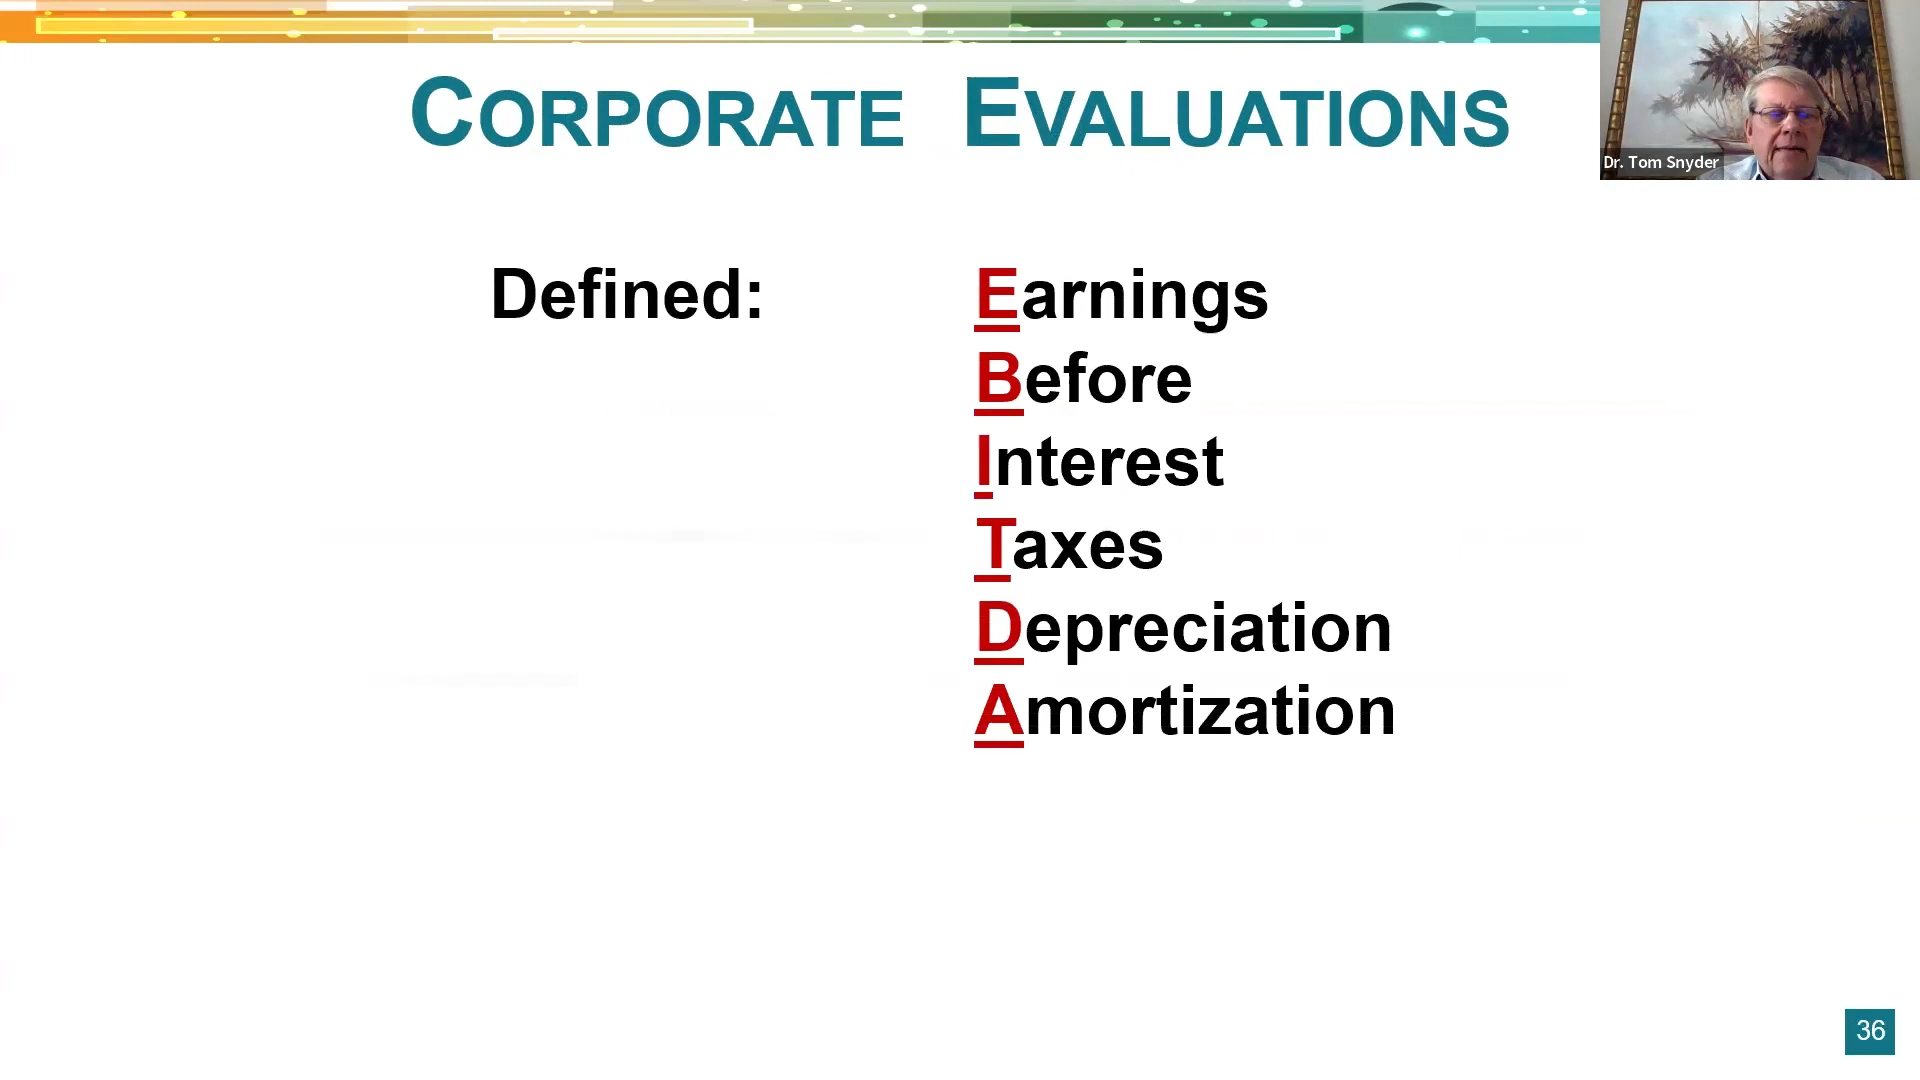 CORPORATE EVALUATIONS
Dr. Tom Snyder
Defined: Earnings
Before
Interest
Taxes
Depreciation
Amortization
36